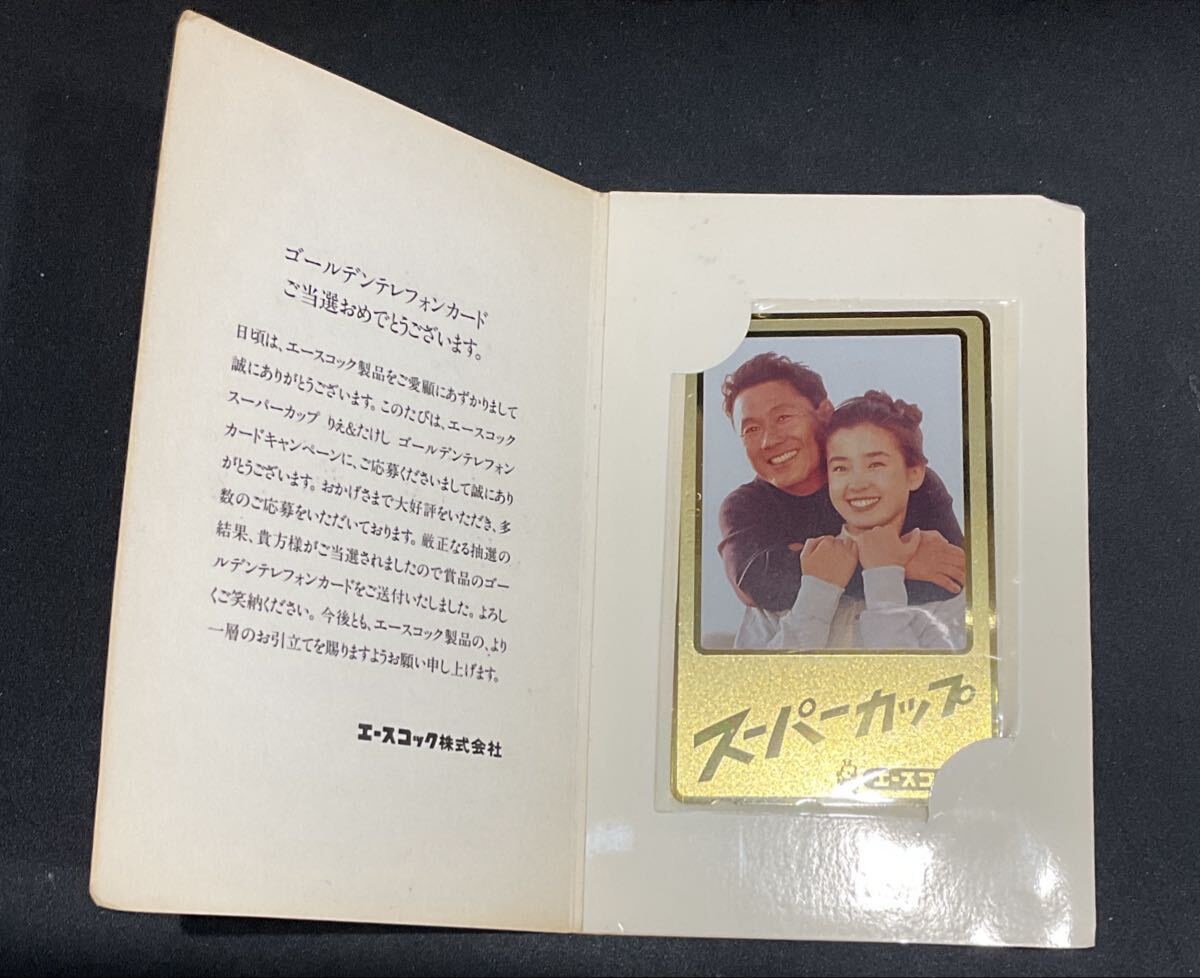 ゴールデンテレフォンカード
ご当選おめでとうございます。
日頃は、エースコック製品をご愛顧にあずかりまして
誠にありがとうございます。このたびは、エースコック
スーパーカップ りえ&たけし ゴールデンテレフォン
カードキャンペーンに、ご応募くださいまして誠にあり
がとうございます。おかげさまで大好評をいただき、多
数のご応募をいただいております。厳正なる抽選の
結果、貴方様がご当選されましたので賞品のゴー
ルデンテレフォンカードをご送付いたしました。よろし
くご笑納ください。今後とも、エースコック製品の、より
一層のお引立てを賜りますようお願い申し上げます。
エースコック株式会社
スーパーカップ
エースコ